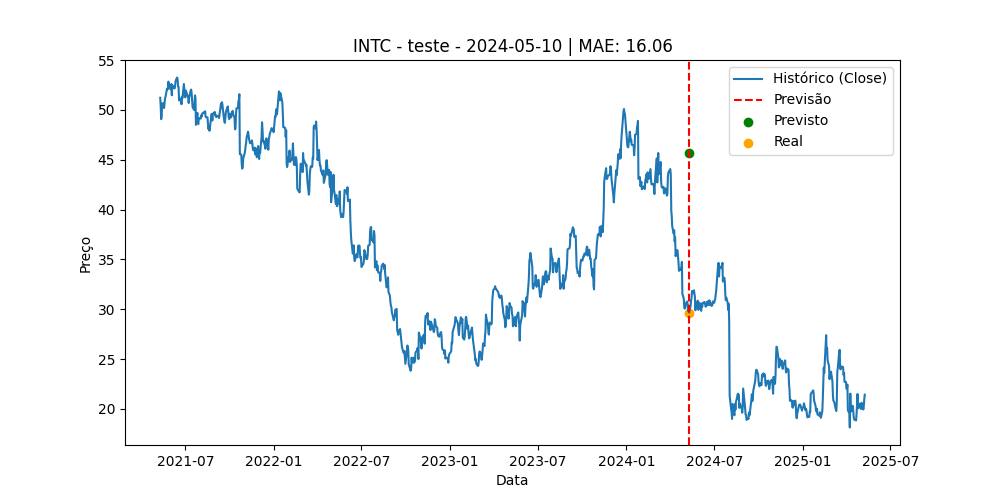 INTC - teste - 2024-05-10 | MAE: 16.06
Histórico (Close)
Previsão
Previsto
Real
Preço
55
50
45
40
35
30
25
20
2021-07 2022-01 2022-07 2023-01 2023-07 2024-01 2024-07 2025-01 2025-07
Data